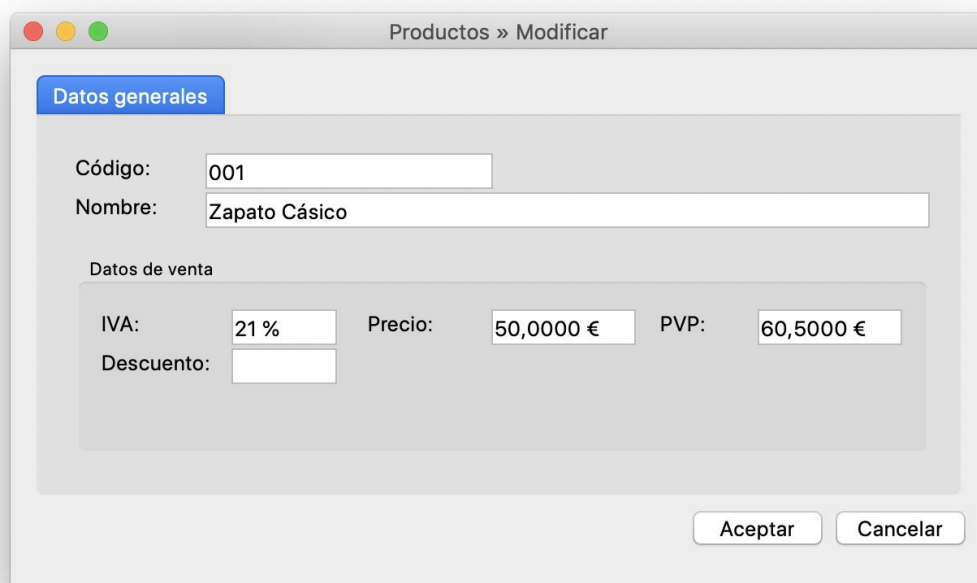 Productos » Modificar
Datos generales
Código: 001
Nombre: Zapato Cásico
Datos de venta
IVA: 21 % Precio: 50,0000 € PVP: 60,5000 €
Descuento:
Aceptar Cancelar